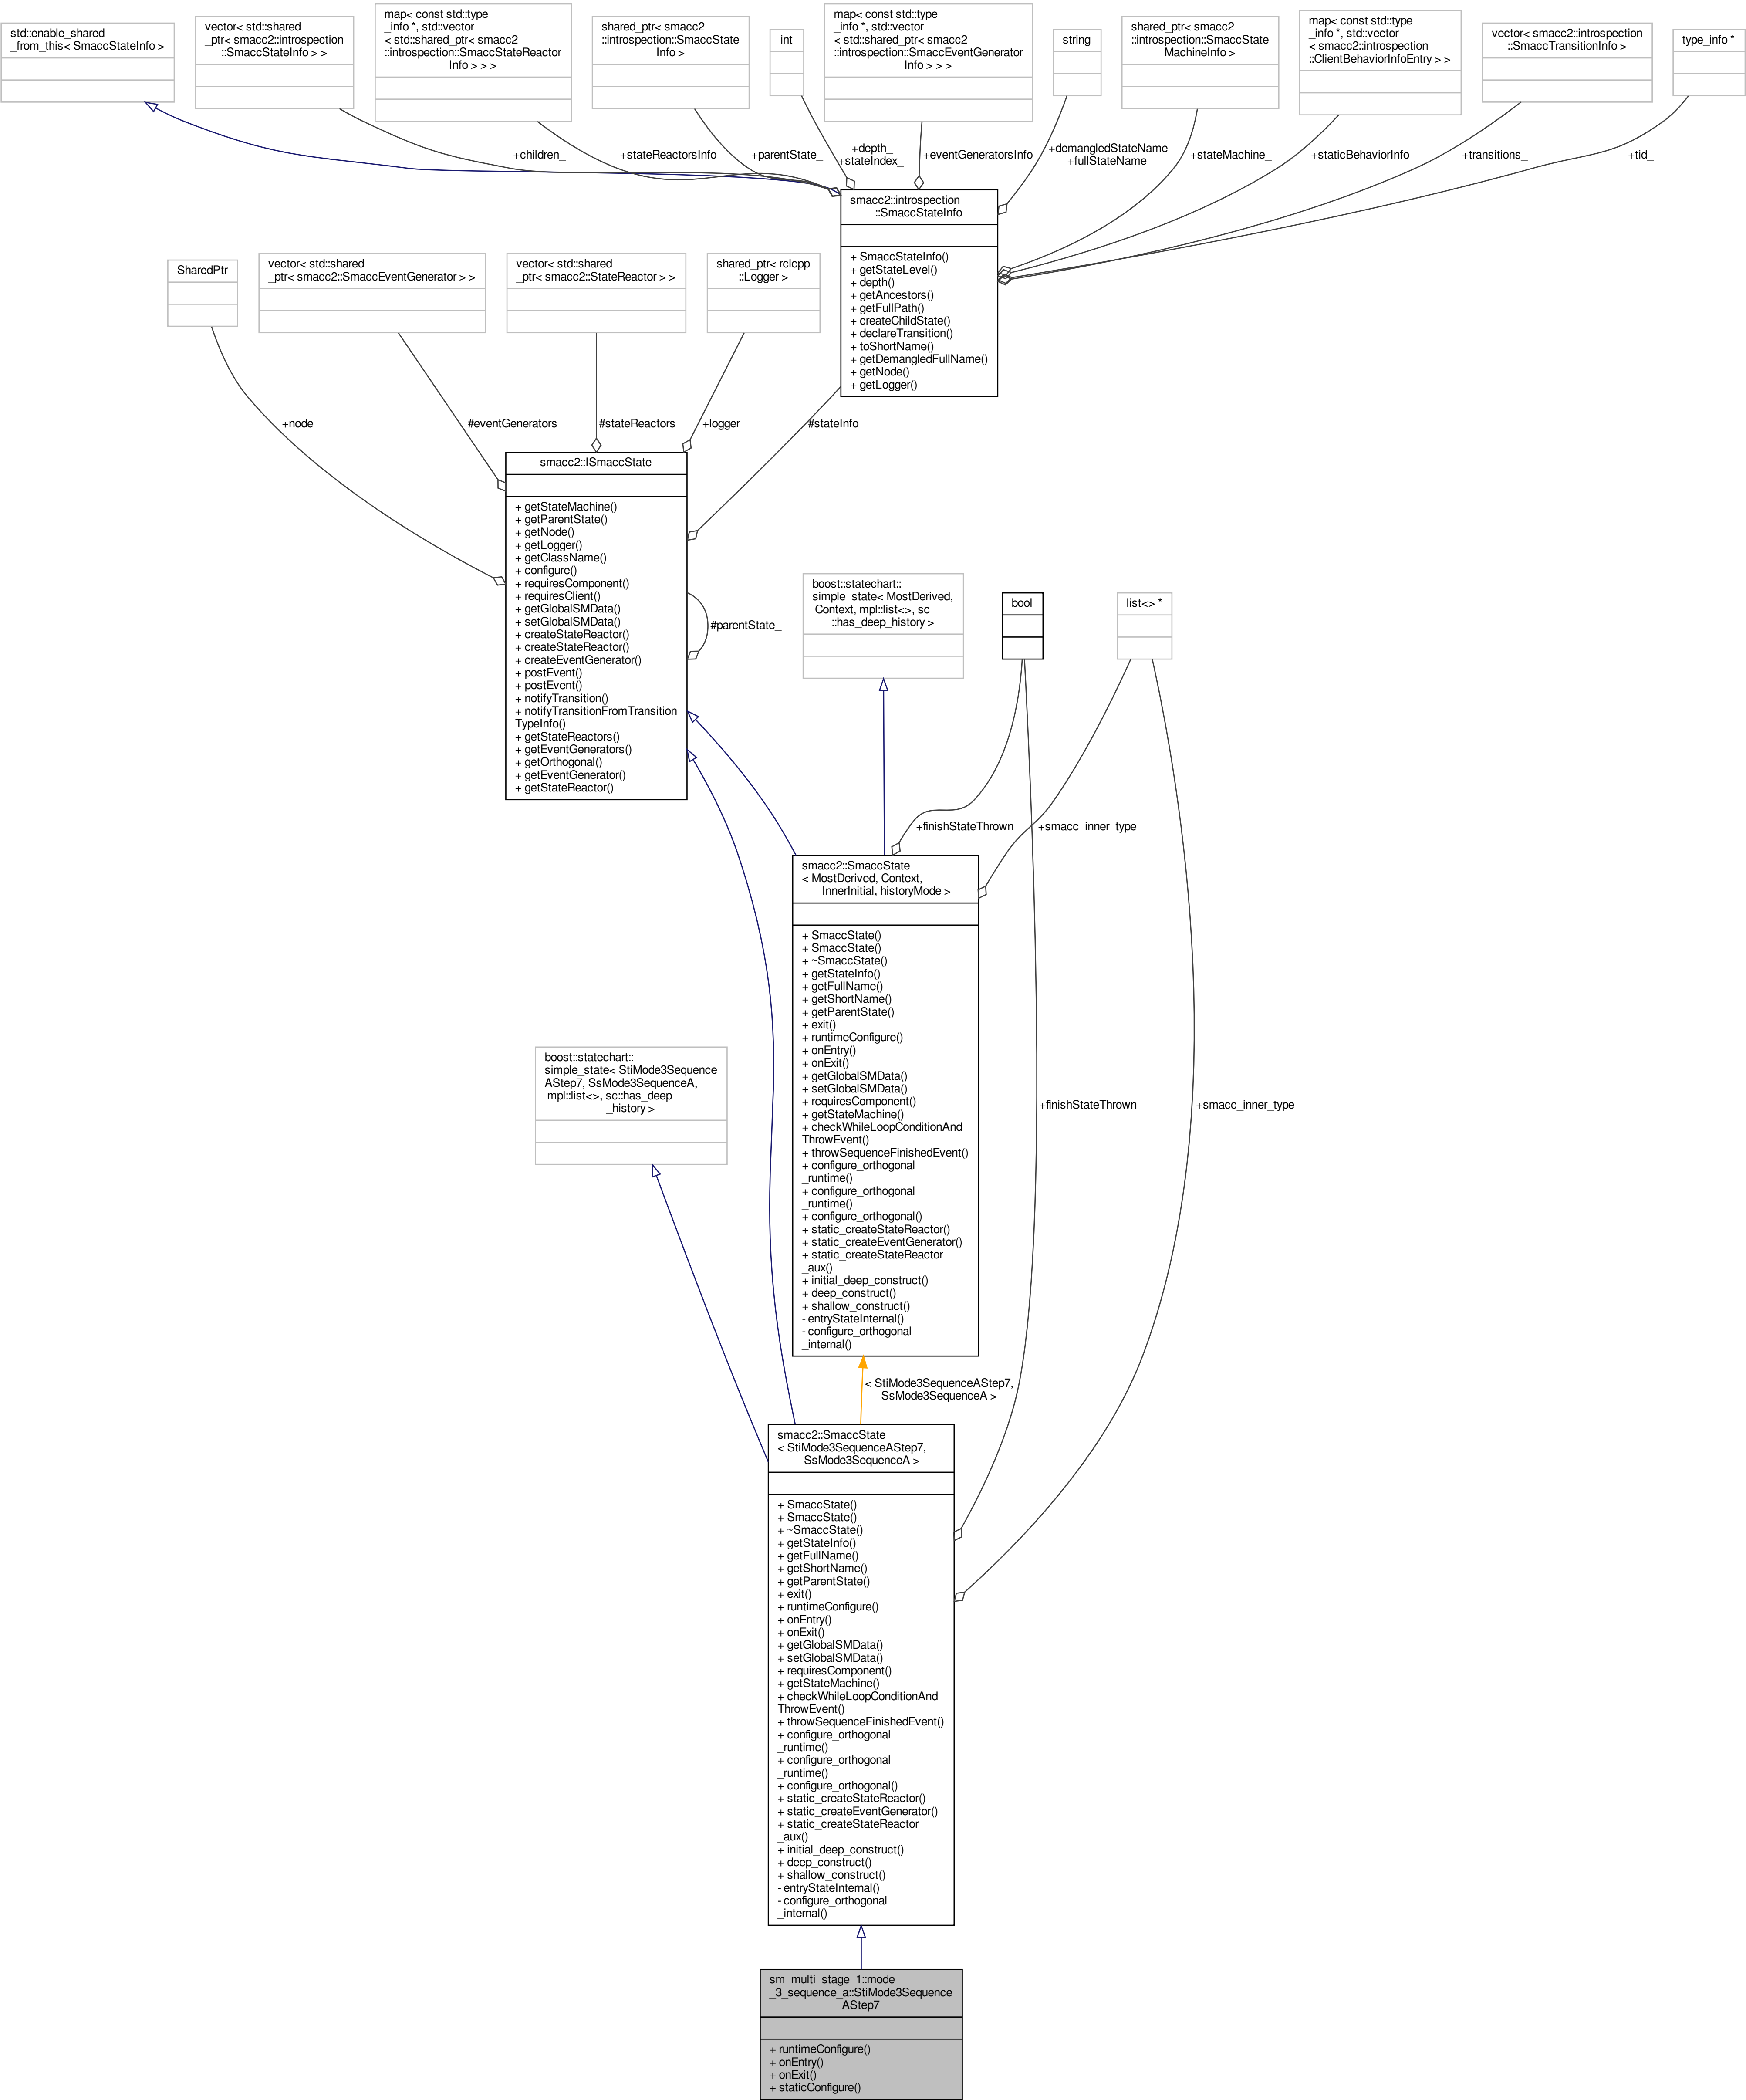 std::enable_shared
_from_this< SmaccStateInfo >
vector< std::shared
_ptr< smacc2::introspection
::SmaccStateInfo > >
map< const std::type
_info *, std::vector
< std::shared_ptr< smacc2
::introspection::SmaccStateReactor
Info > > >
shared_ptr< smacc2
::introspection::SmaccState
Info >
int
map< const std::type
_info *, std::vector
< std::shared_ptr< smacc2
::introspection::SmaccEventGenerator
Info > > >
string
shared_ptr< smacc2
::introspection::SmaccState
MachineInfo >
map< const std::type
_info *, std::vector
< smacc2::introspection
::ClientBehaviorInfoEntry > >
vector< smacc2::introspection
::SmaccTransitionInfo >
type_info *
+children_
+stateReactorsInfo
+parentState_
+depth_
+stateIndex_
+eventGeneratorsInfo
+demangledStateName
+fullStateName
+stateMachine_
+staticBehaviorInfo
+transitions_
+tid_
smacc2::introspection
::SmaccStateInfo
+ SmaccStateInfo()
+ getStateLevel()
+ depth()
+ getAncestors()
+ getFullPath()
+ createChildState()
+ declareTransition()
+ toShortName()
+ getDemangledFullName()
+ getNode()
+ getLogger()
SharedPtr
vector< std::shared
_ptr< smacc2::SmaccEventGenerator > >
vector< std::shared
_ptr< smacc2::StateReactor > >
shared_ptr< rclcpp
::Logger >
+node_
#eventGenerators_
#stateReactors_
+logger_
#stateInfo_
smacc2::ISmaccState
+ getStateMachine()
+ getParentState()
+ getNode()
+ getLogger()
+ getClassName()
+ configure()
+ requiresComponent()
+ requiresClient()
+ getGlobalSMData()
+ setGlobalSMData()
+ createStateReactor()
+ createStateReactor()
+ createEventGenerator()
+ postEvent()
+ postEvent()
+ notifyTransition()
+ notifyTransitionFromTransition
TypeInfo()
+ getStateReactors()
+ getEventGenerators()
+ getOrthogonal()
+ getEventGenerator()
+ getStateReactor()
#parentState_
boost::statechart::
simple_state< MostDerived,
Context, mpl::list<>, sc
::has_deep_history >
bool
list<> *
+finishStateThrown
+smacc_inner_type
smacc2::SmaccState
< MostDerived, Context,
InnerInitial, historyMode >
+ SmaccState()
+ SmaccState()
+ ~SmaccState()
+ getStateInfo()
+ getFullName()
+ getShortName()
+ getParentState()
+ exit()
+ runtimeConfigure()
+ onEntry()
+ onExit()
+ getGlobalSMData()
+ setGlobalSMData()
+ requiresComponent()
+ getStateMachine()
+ checkWhileLoopConditionAnd
ThrowEvent()
+ throwSequenceFinishedEvent()
+ configure_orthogonal
_runtime()
+ configure_orthogonal
_runtime()
+ configure_orthogonal()
+ static_createStateReactor()
+ static_createEventGenerator()
+ static_createStateReactor
_aux()
+ initial_deep_construct()
+ deep_construct()
+ shallow_construct()
- entryStateInternal()
- configure_orthogonal
_internal()
boost::statechart::
simple_state< StiMode3Sequence
AStep7, SsMode3SequenceA,
mpl::list<>, sc::has_deep
_history >
+finishStateThrown
+smacc_inner_type
< StiMode3SequenceAStep7,
SsMode3SequenceA >
smacc2::SmaccState
< StiMode3SequenceAStep7,
SsMode3SequenceA >
+ SmaccState()
+ SmaccState()
+ ~SmaccState()
+ getStateInfo()
+ getFullName()
+ getShortName()
+ getParentState()
+ exit()
+ runtimeConfigure()
+ onEntry()
+ onExit()
+ getGlobalSMData()
+ setGlobalSMData()
+ requiresComponent()
+ getStateMachine()
+ checkWhileLoopConditionAnd
ThrowEvent()
+ throwSequenceFinishedEvent()
+ configure_orthogonal
_runtime()
+ configure_orthogonal
_runtime()
+ configure_orthogonal()
+ static_createStateReactor()
+ static_createEventGenerator()
+ static_createStateReactor
_aux()
+ initial_deep_construct()
+ deep_construct()
+ shallow_construct()
- entryStateInternal()
- configure_orthogonal
_internal()
sm_multi_stage_1::mode
_3_sequence_a::StiMode3Sequence
AStep7
+ runtimeConfigure()
+ onEntry()
+ onExit()
+ staticConfigure()